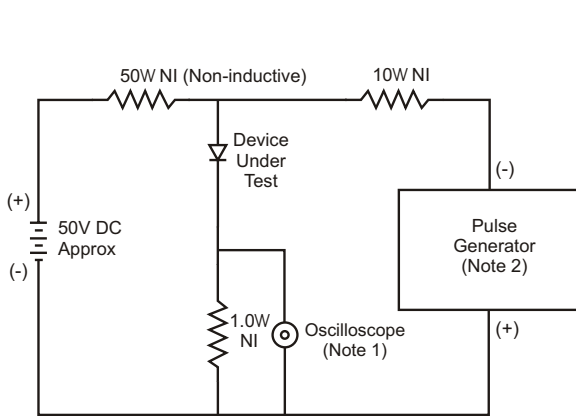 50W NI (Non-inductive)
10W NI
Device
Under
Test
(+)
50V DC
Approx
(-)
(-)
Pulse
Generator
(Note 2)
(+)
1.0W
NI
Oscilloscope
(Note 1)